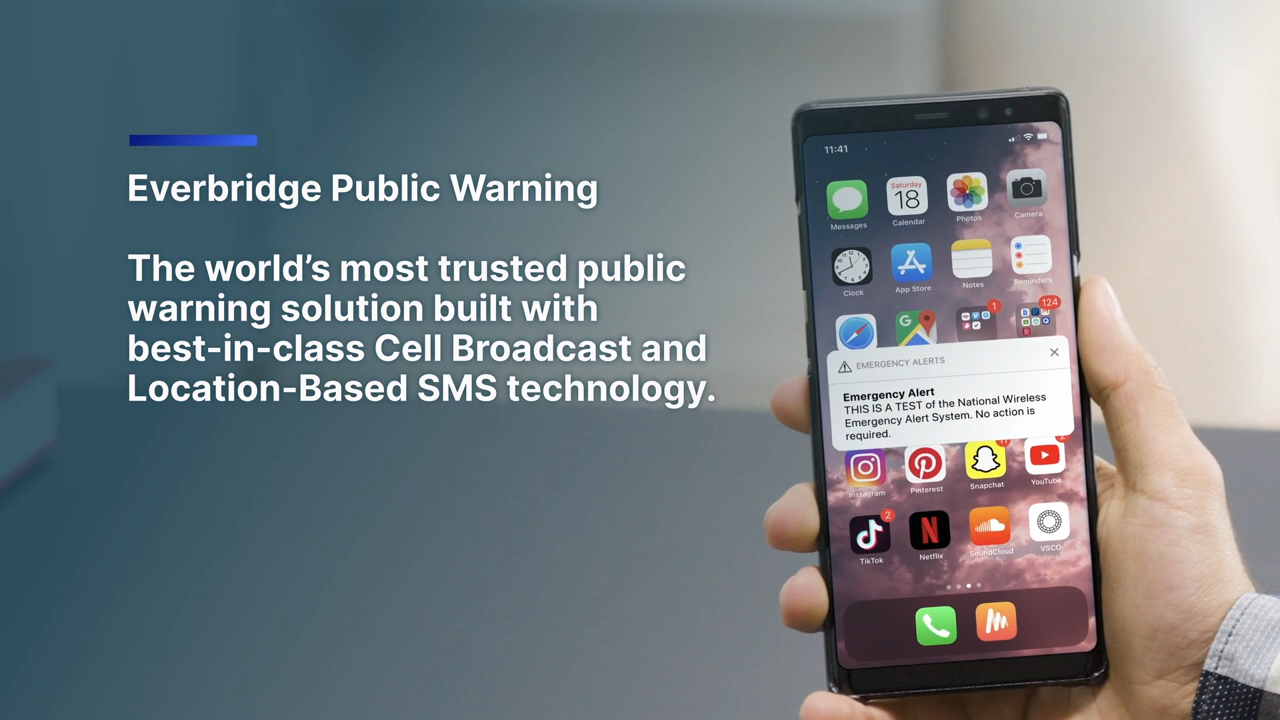 Everbridge Public Warning
The world’s most trusted public
warning solution built with
best-in-class Cell Broadcast and
Location-Based SMS technology.
11:41
Messages
Saturday
18
Calendar
Photos
Camera
Clock
App Store
Notes
Reminders
1
124
EMERGENCY ALERTS
Emergency Alert
THIS IS A TEST of the National Wireless
Emergency Alert System. No action is
required.
Instagram
Pinterest
Snapchat
YouTube
2
TikTok
Netflix
SoundCloud
VSCO